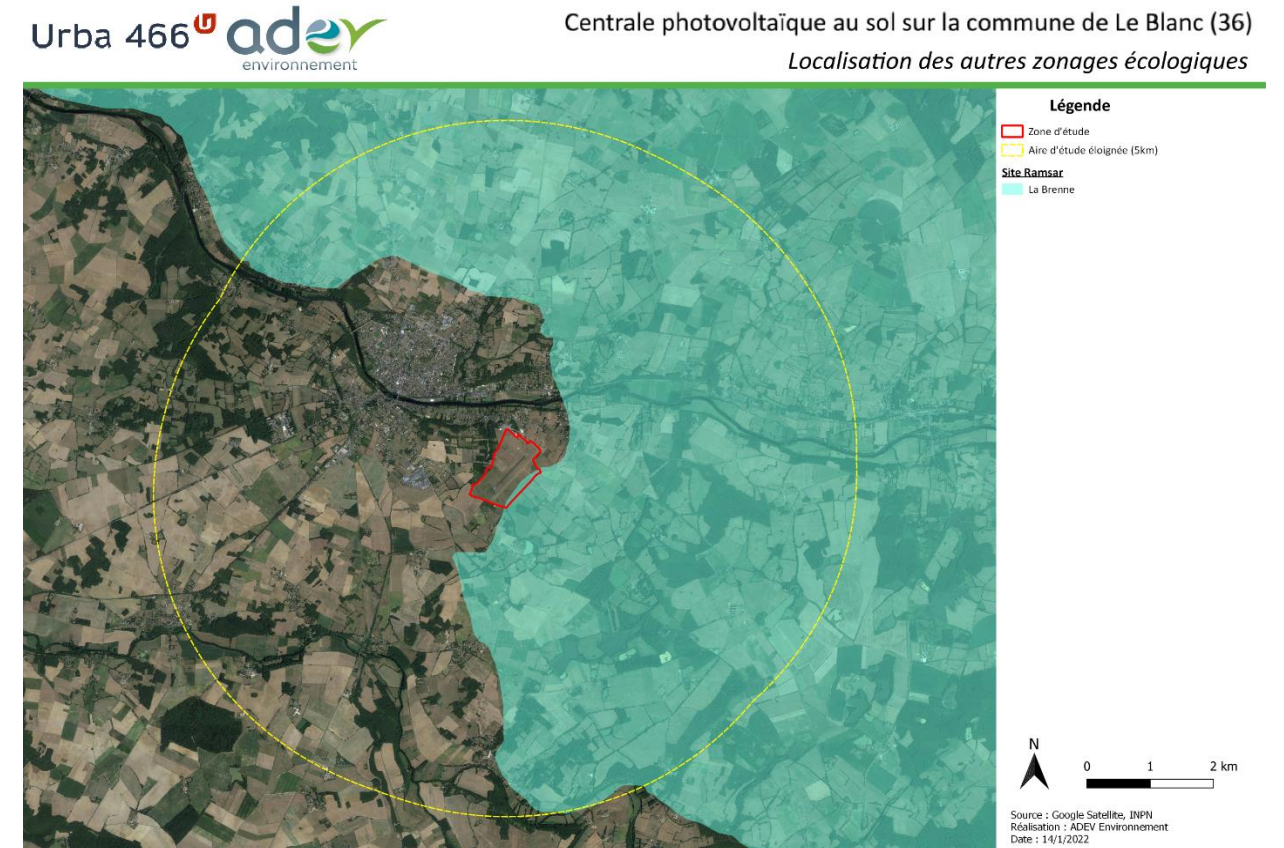 Urba 466
adev
environnement
Centrale photovoltaïque au sol sur la commune de Le Blanc (36)
Localisation des autres zonages écologiques
Légende
Zone d'étude
Aire d'étude éloignée (5km)
Site Ramsar
La Brenne
N
0 1 2 km
Source : Google Satellite, INPN
Réalisation : ADEV Environnement
Date : 14/1/2022